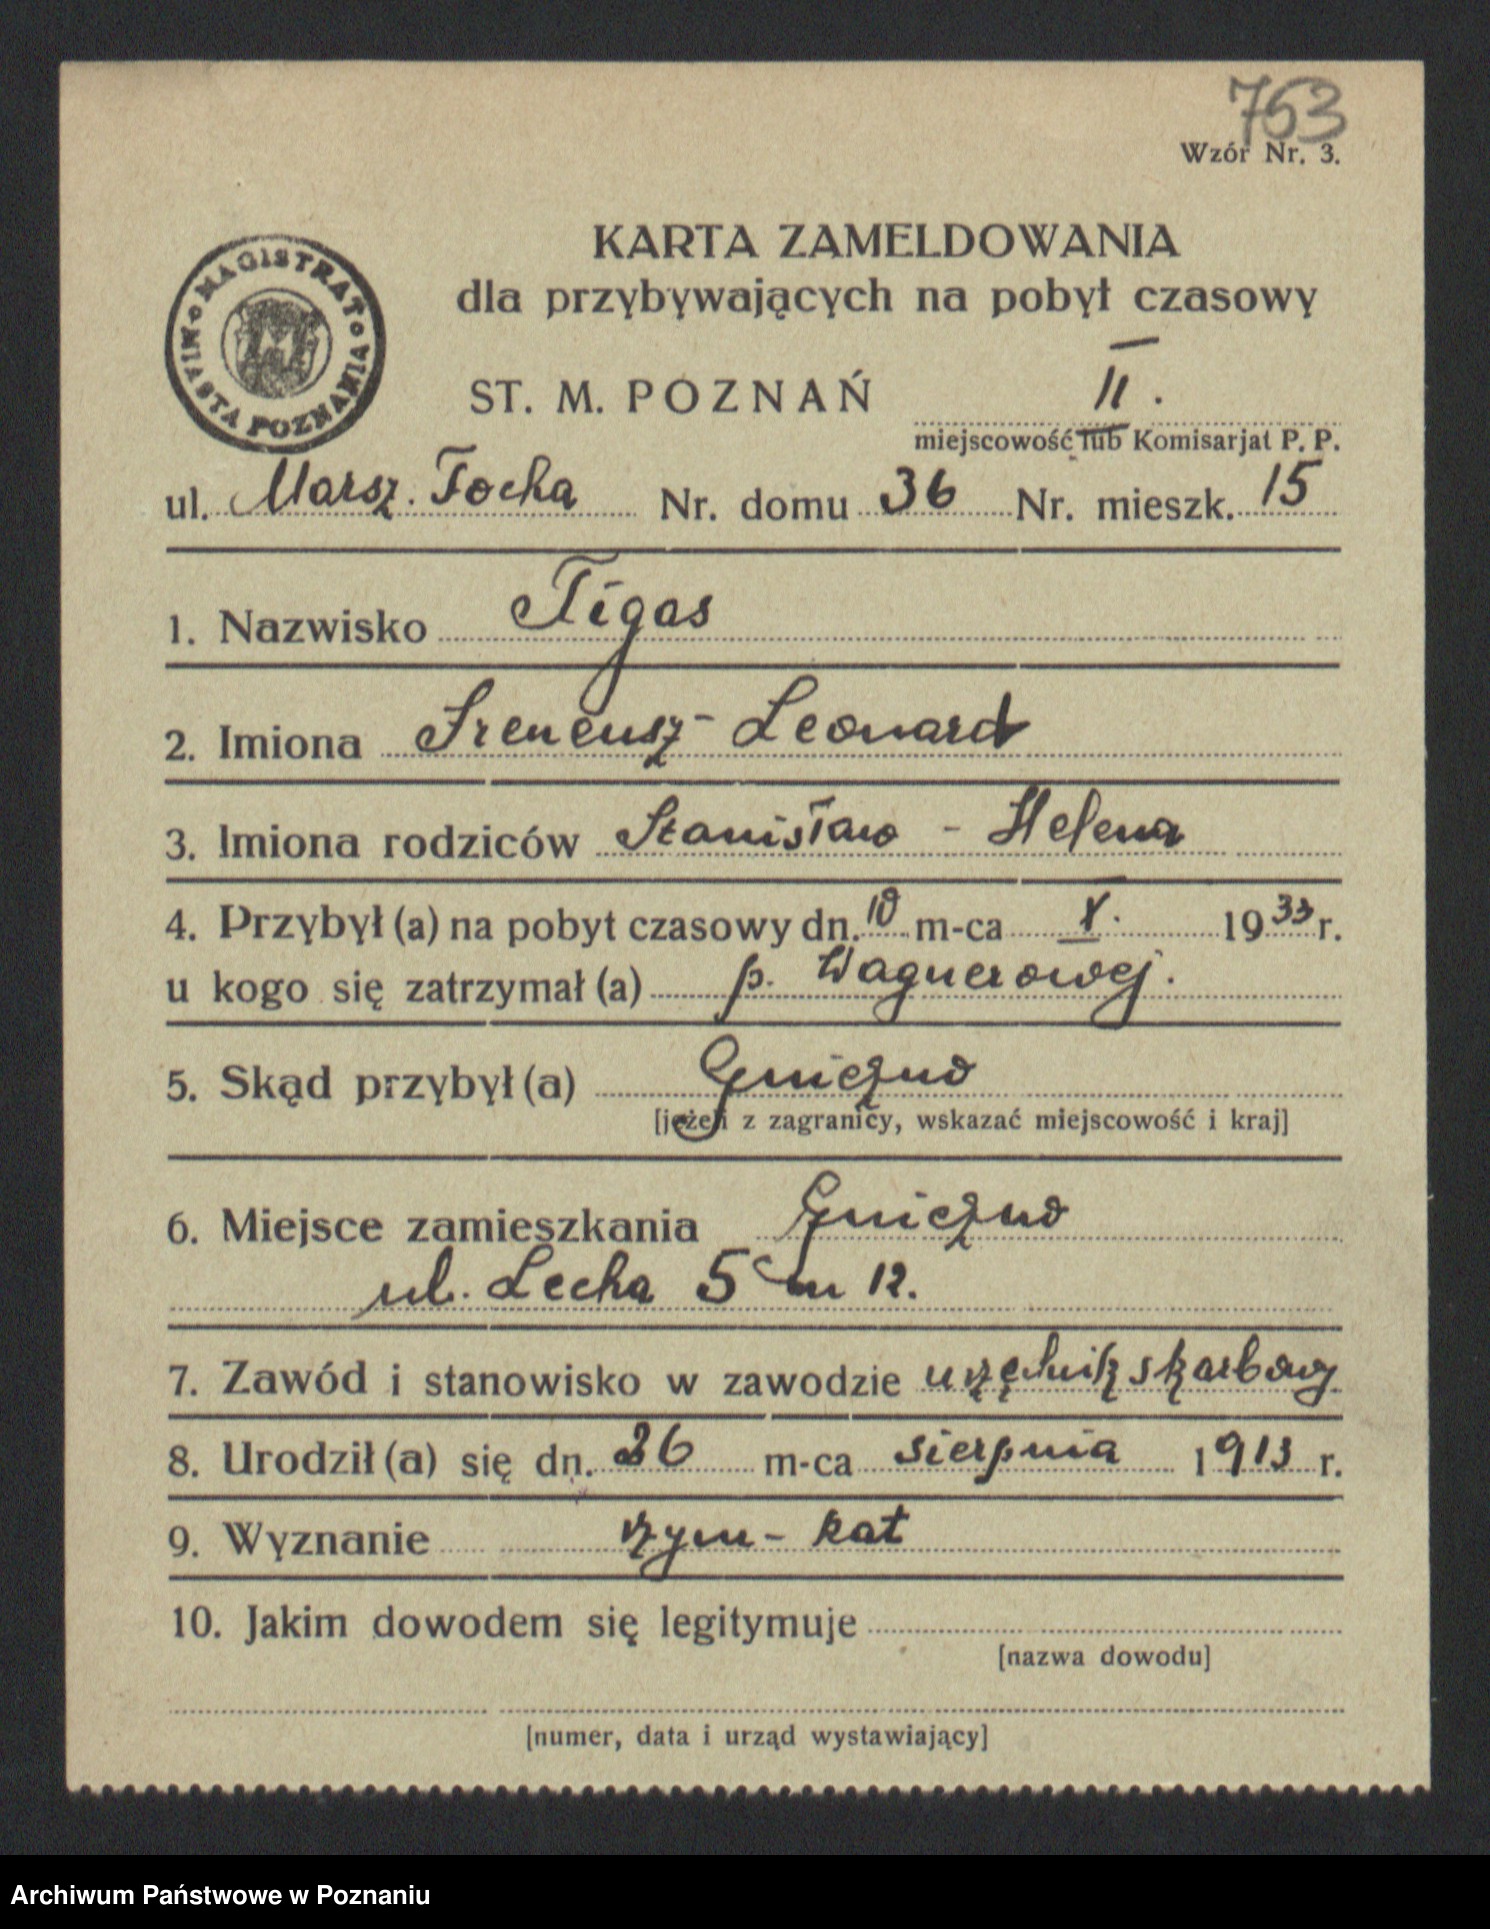 763
Wzór Nr. 3.
MAGISTRAT MIASTA POZNANIA
KARTA ZAMELDOWANIA
dla przybywających na pobyt czasowy
ST. M. POZNAŃ II.
miejscowość lub Komisarjat P. P.
ul. Marsz. Focha Nr. domu 36 Nr. mieszk. 15
1. Nazwisko Tigas
2. Imiona Ireneusz - Leonard
3. Imiona rodziców Stanisław - Helena
4. Przybył (a) na pobyt czasowy dn. 10 m-ca X. 1933 r.
u kogo się zatrzymał (a) p. Wagnerowej.
5. Skąd przybył (a) Gniezno
[jeżeli z zagranicy, wskazać miejscowość i kraj]
6. Miejsce zamieszkania Gniezno
ul. Lecha 5 m 12.
7. Zawód i stanowisko w zawodzie urzędnik skarbowy
8. Urodził (a) się dn. 26 m-ca sierpnia 1913 r.
9. Wyznanie rzym - kat
10. Jakim dowodem się legitymuje
[nazwa dowodu]
[numer, data i urząd wystawiający]
Archiwum Państwowe w Poznaniu